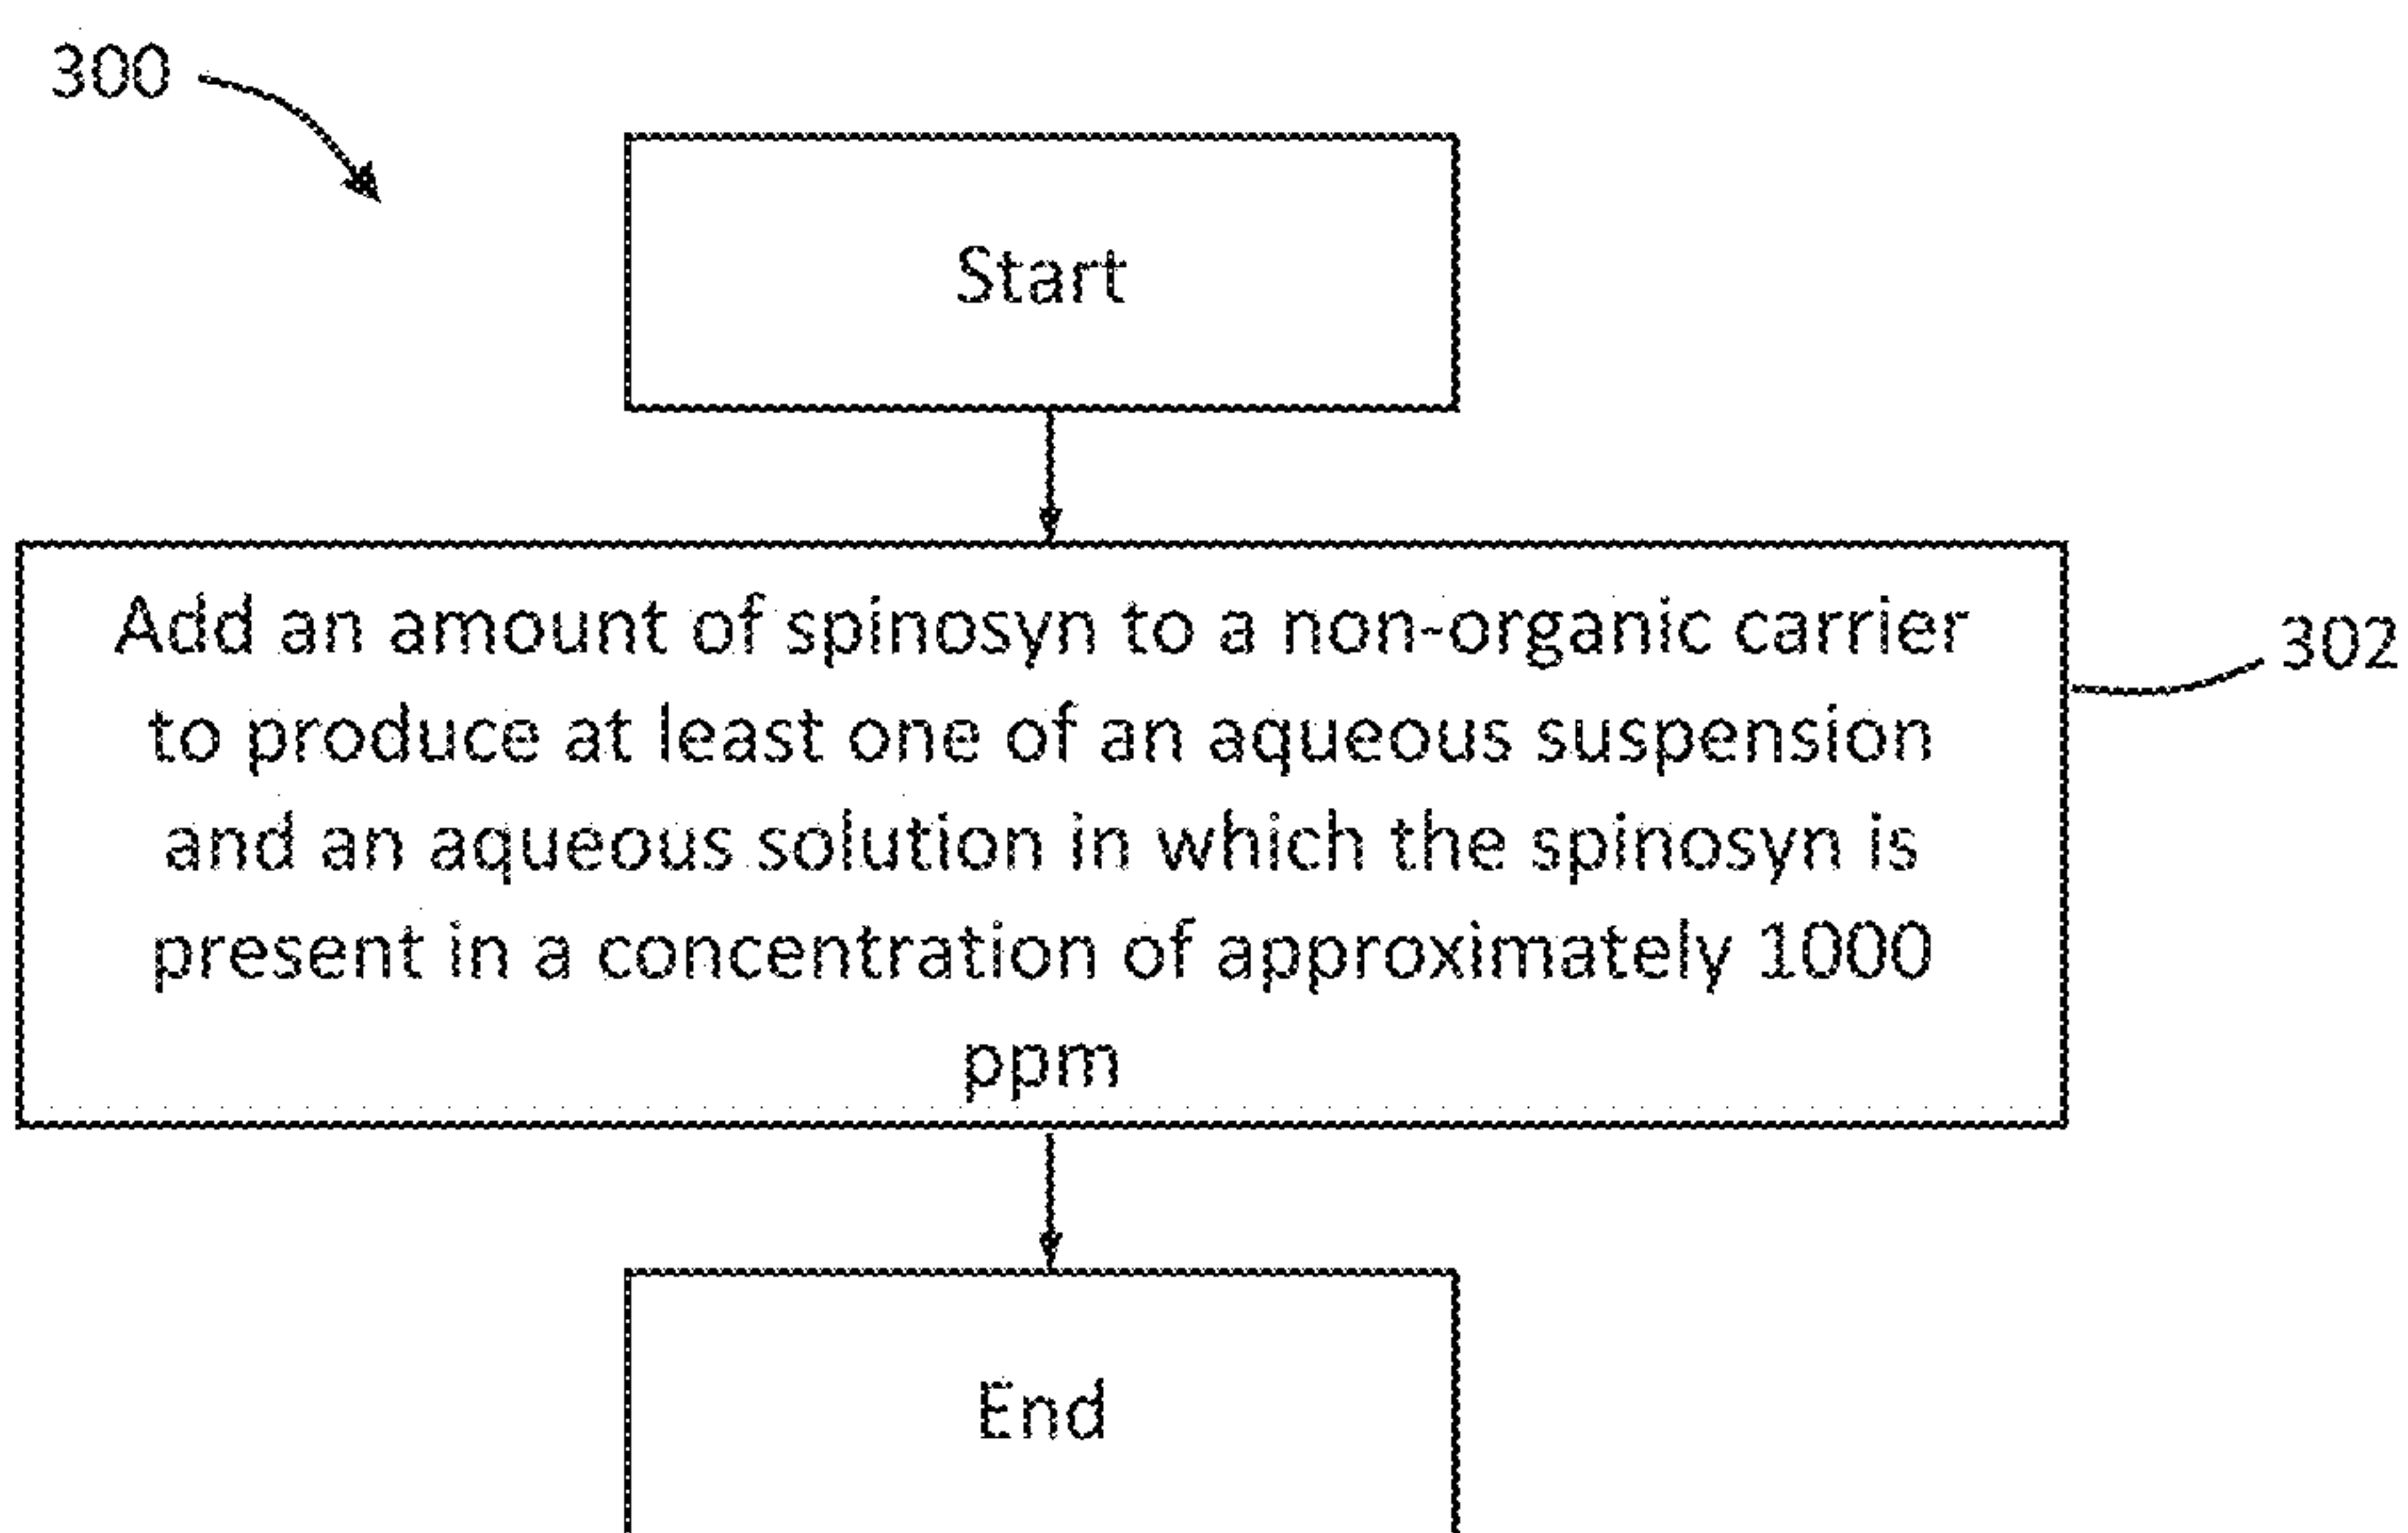 300
Start
Add an amount of spinosyn to a non-organic carrier
to produce at least one of an aqueous suspension
and an aqueous solution in which the spinosyn is
present in a concentration of approximately 1000
ppm
302
End